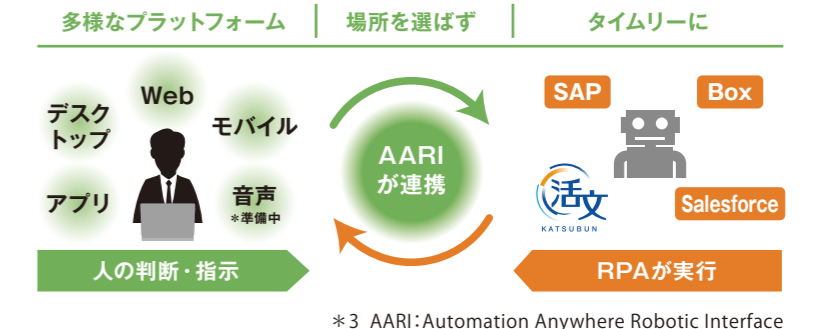 多様なプラットフォーム
場所を選ばず
タイムリーに
デスク
トップ
Web
モバイル
アプリ
音声
＊準備中
AARI
が連携
SAP
Box
活文
KATSUBUN
Salesforce
人の判断・指示
RPAが実行
＊3 AARI：Automation Anywhere Robotic Interface